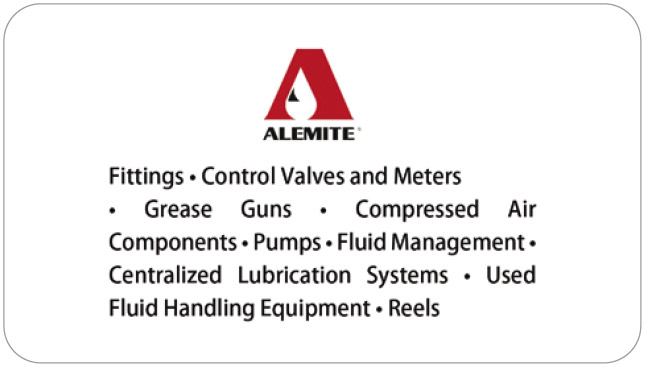 ALEMITE®
Fittings • Control Valves and Meters
• Grease Guns • Compressed Air
Components • Pumps • Fluid Management •
Centralized Lubrication Systems • Used
Fluid Handling Equipment • Reels